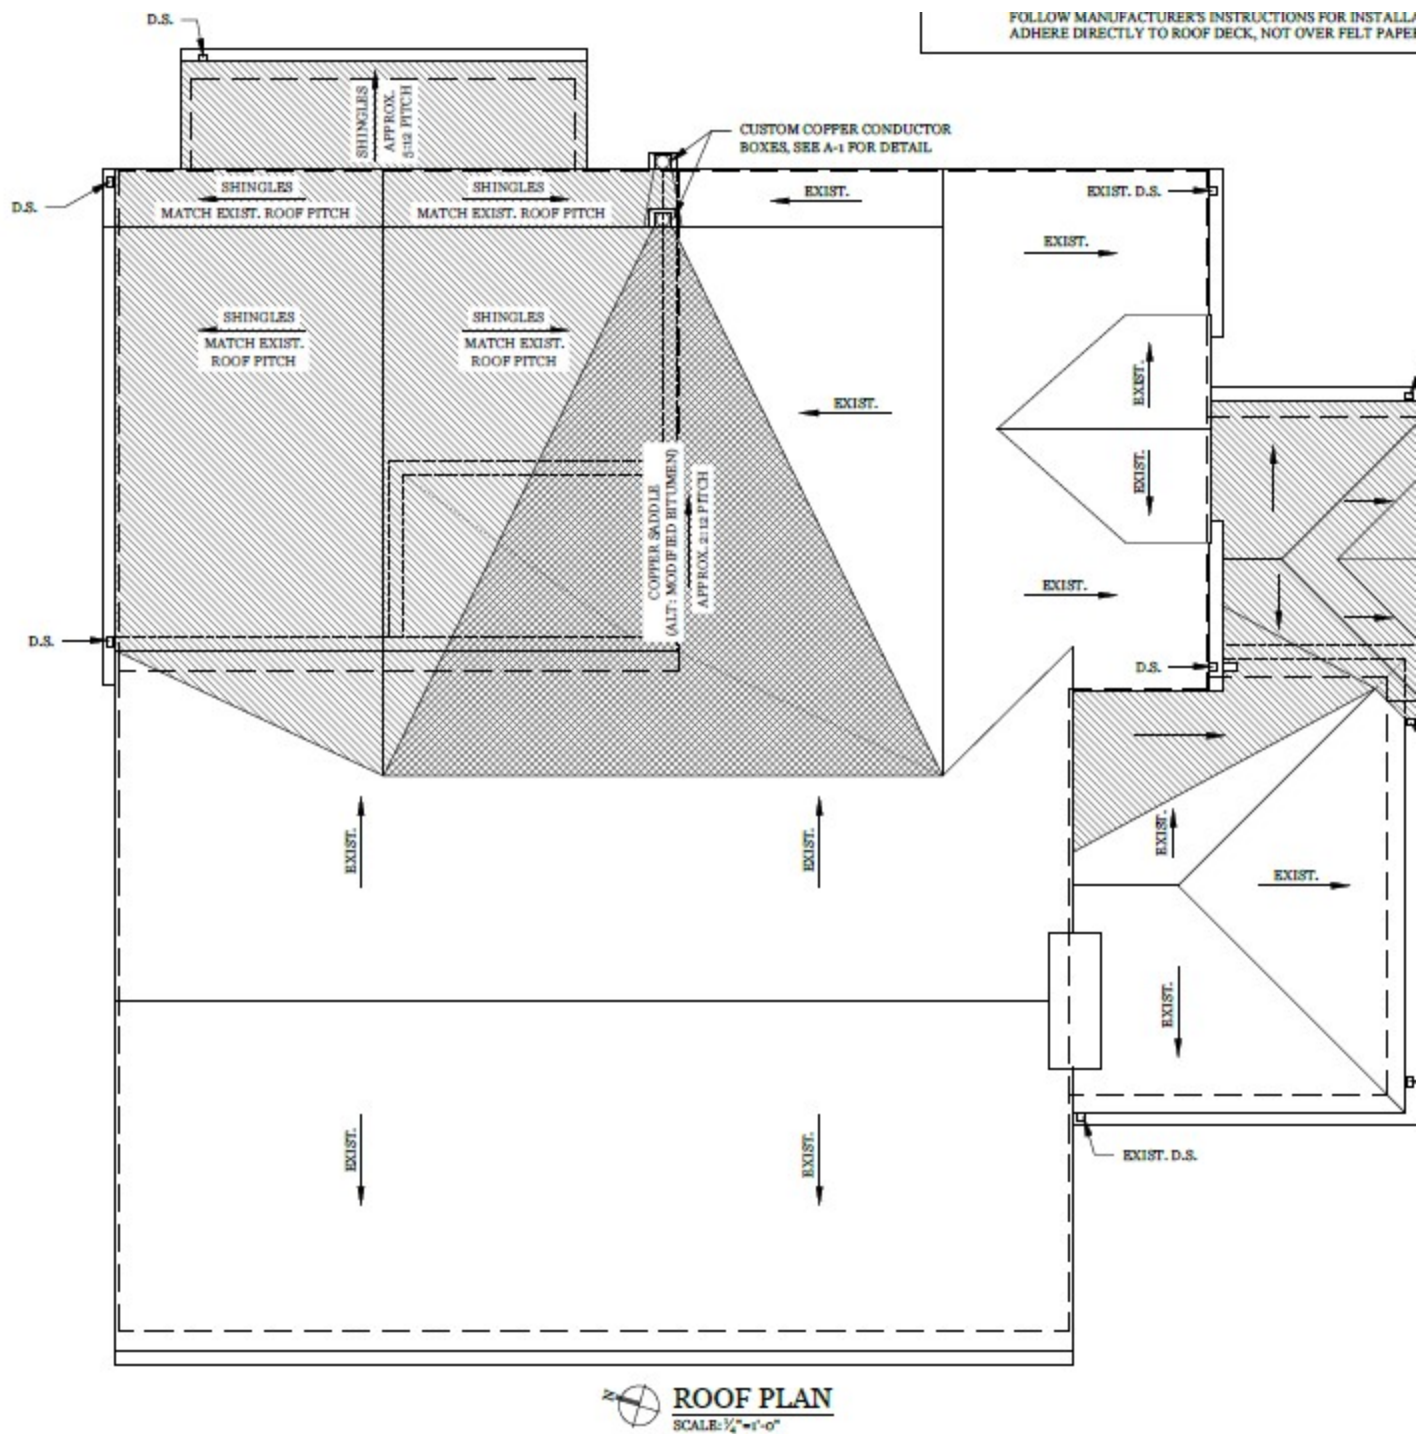 D.S.
FOLLOW MANUFACTURER'S INSTRUCTIONS FOR INSTALLA
ADHERE DIRECTLY TO ROOF DECK, NOT OVER FELT PAPER
SHINGLES
APPROX.
5:12 PITCH
CUSTOM COPPER CONDUCTOR
BOXES, SEE A-1 FOR DETAIL
D.S.
SHINGLES
MATCH EXIST. ROOF PITCH
SHINGLES
MATCH EXIST. ROOF PITCH
EXIST.
EXIST. D.S.
EXIST.
SHINGLES
MATCH EXIST.
ROOF PITCH
SHINGLES
MATCH EXIST.
ROOF PITCH
EXIST.
EXIST.
EXIST.
COPPER SADDLE
(ALT: MODIFIED BITUMEN)
APPROX. 2:12 PITCH
EXIST.
D.S.
D.S.
EXIST.
EXIST.
EXIST.
EXIST.
EXIST.
EXIST.
EXIST.
EXIST. D.S.
N
ROOF PLAN
SCALE: ¼"=1'-0"